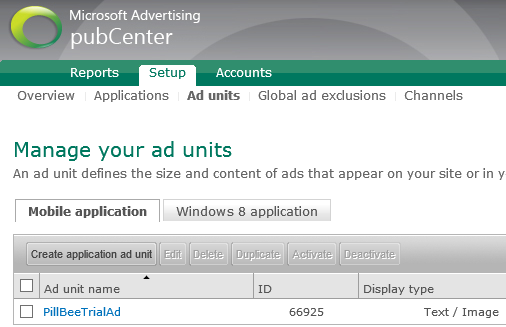 Microsoft Advertising
pubCenter
Reports Setup Accounts
Overview Applications Ad units Global ad exclusions Channels
Manage your ad units
An ad unit defines the size and content of ads that appear on your site or in y
Mobile application Windows 8 application
Create application ad unit Edit Delete Duplicate Activate Deactivate
Ad unit name ID Display type
PillBeeTrialAd 66925 Text / Image